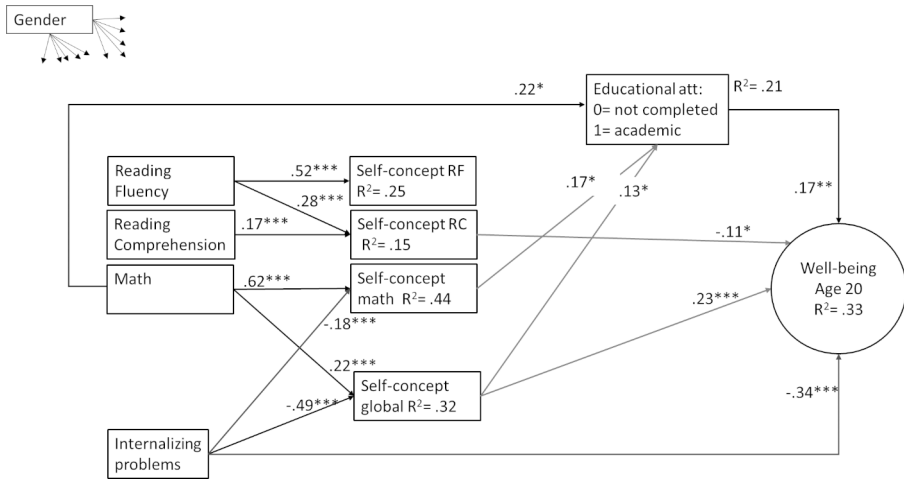 Gender
.22*
Educational att:
0= not completed
1= academic
R²= .21
Reading
Fluency
.52***
.28***
Self-concept RF
R²= .25
.17*
.13*
.17**
Reading
Comprehension
.17***
Self-concept RC
R²= .15
-.11*
Math
.62***
Self-concept
math R²= .44
-.18***
.23***
Well-being
Age 20
R²= .33
.22***
-.49***
Self-concept
global R²= .32
-.34***
Internalizing
problems